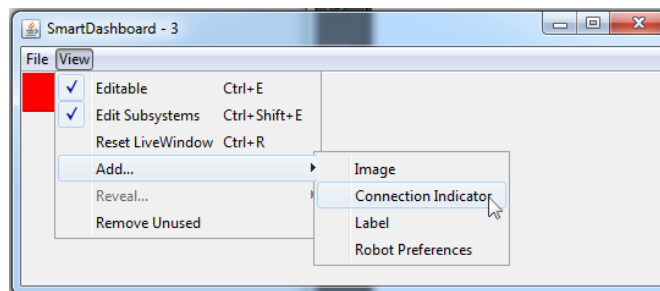 SmartDashboard - 3
File View
Editable Ctrl+E
Edit Subsystems Ctrl+Shift+E
Reset LiveWindow Ctrl+R
Add...
Reveal...
Remove Unused
Image
Connection Indicator
Label
Robot Preferences